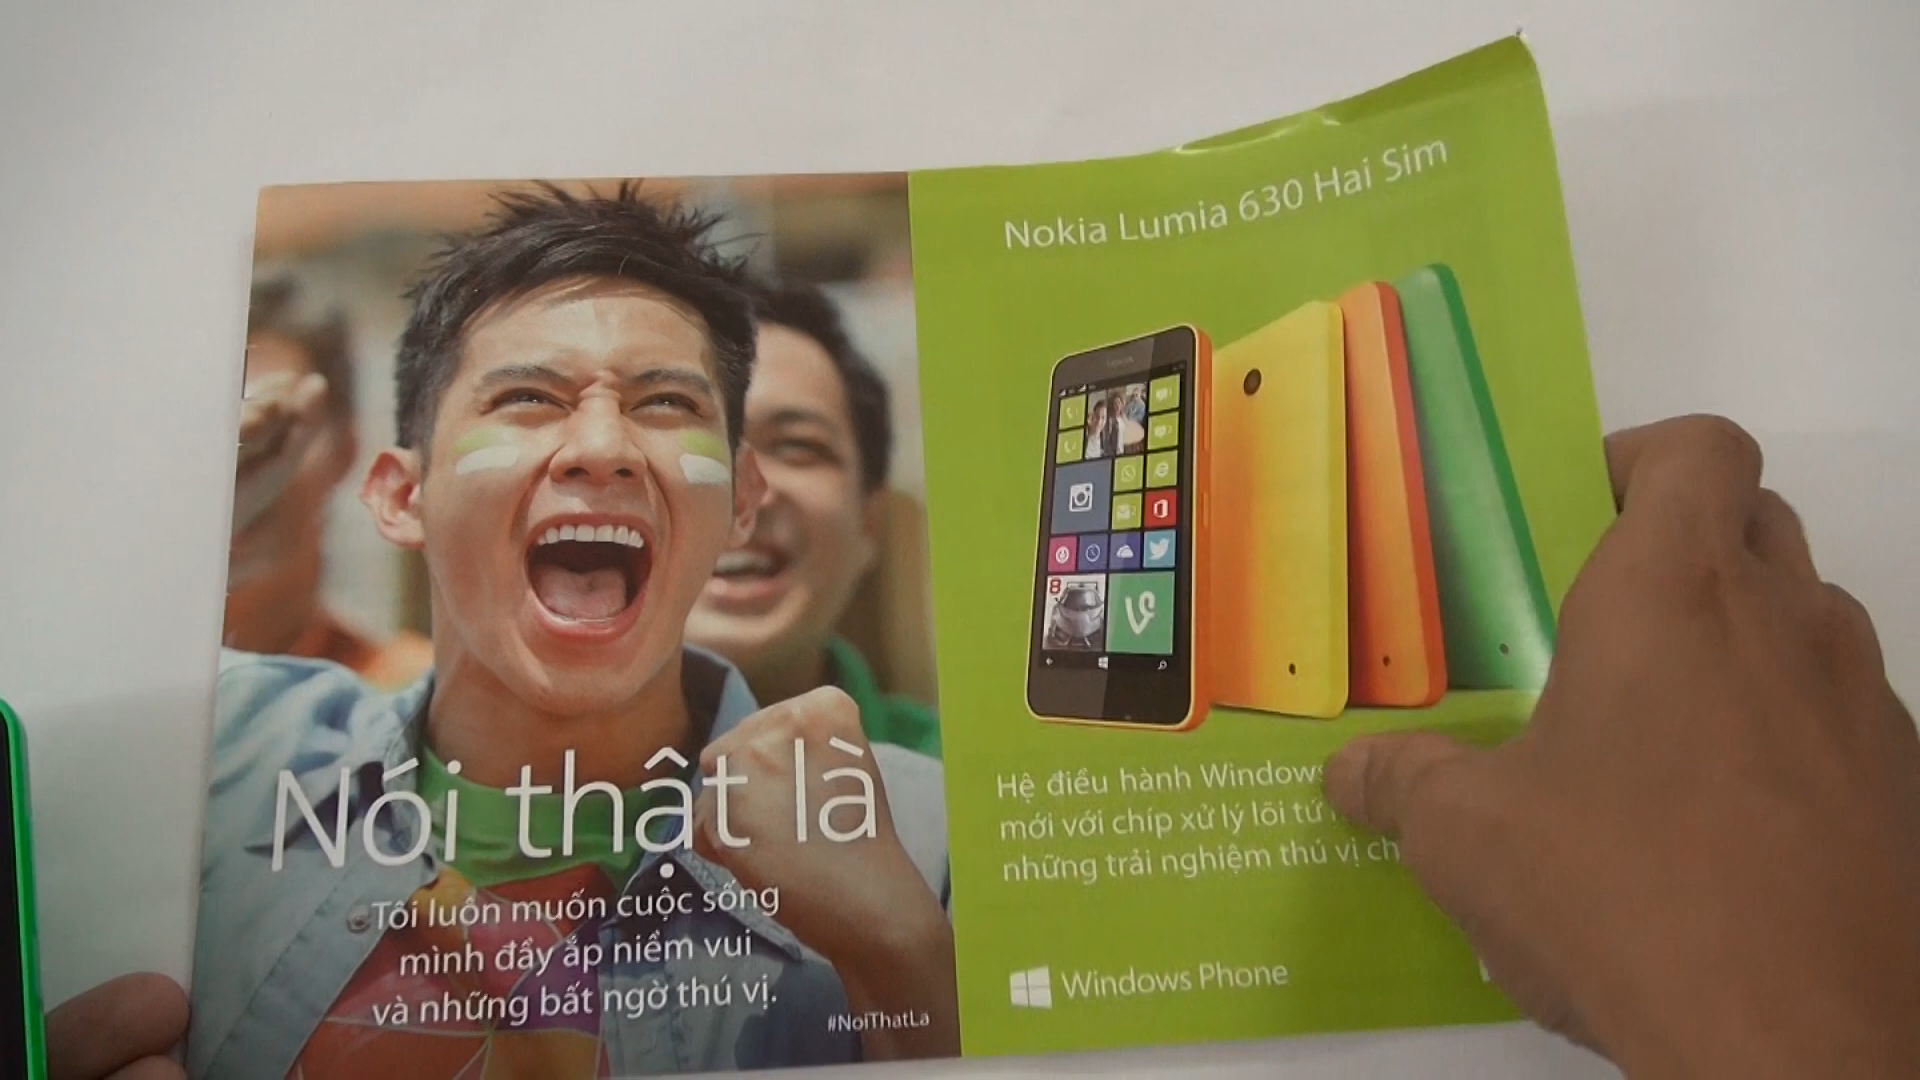 Nói thật là
Tôi luôn muốn cuộc sống
mình đầy ắp niềm vui
và những bất ngờ thú vị.
#NoiThatLa
Nokia Lumia 630 Hai Sim
Hệ điều hành Windows
mới với chíp xử lý lõi tứ
những trải nghiệm thú vị
Windows Phone